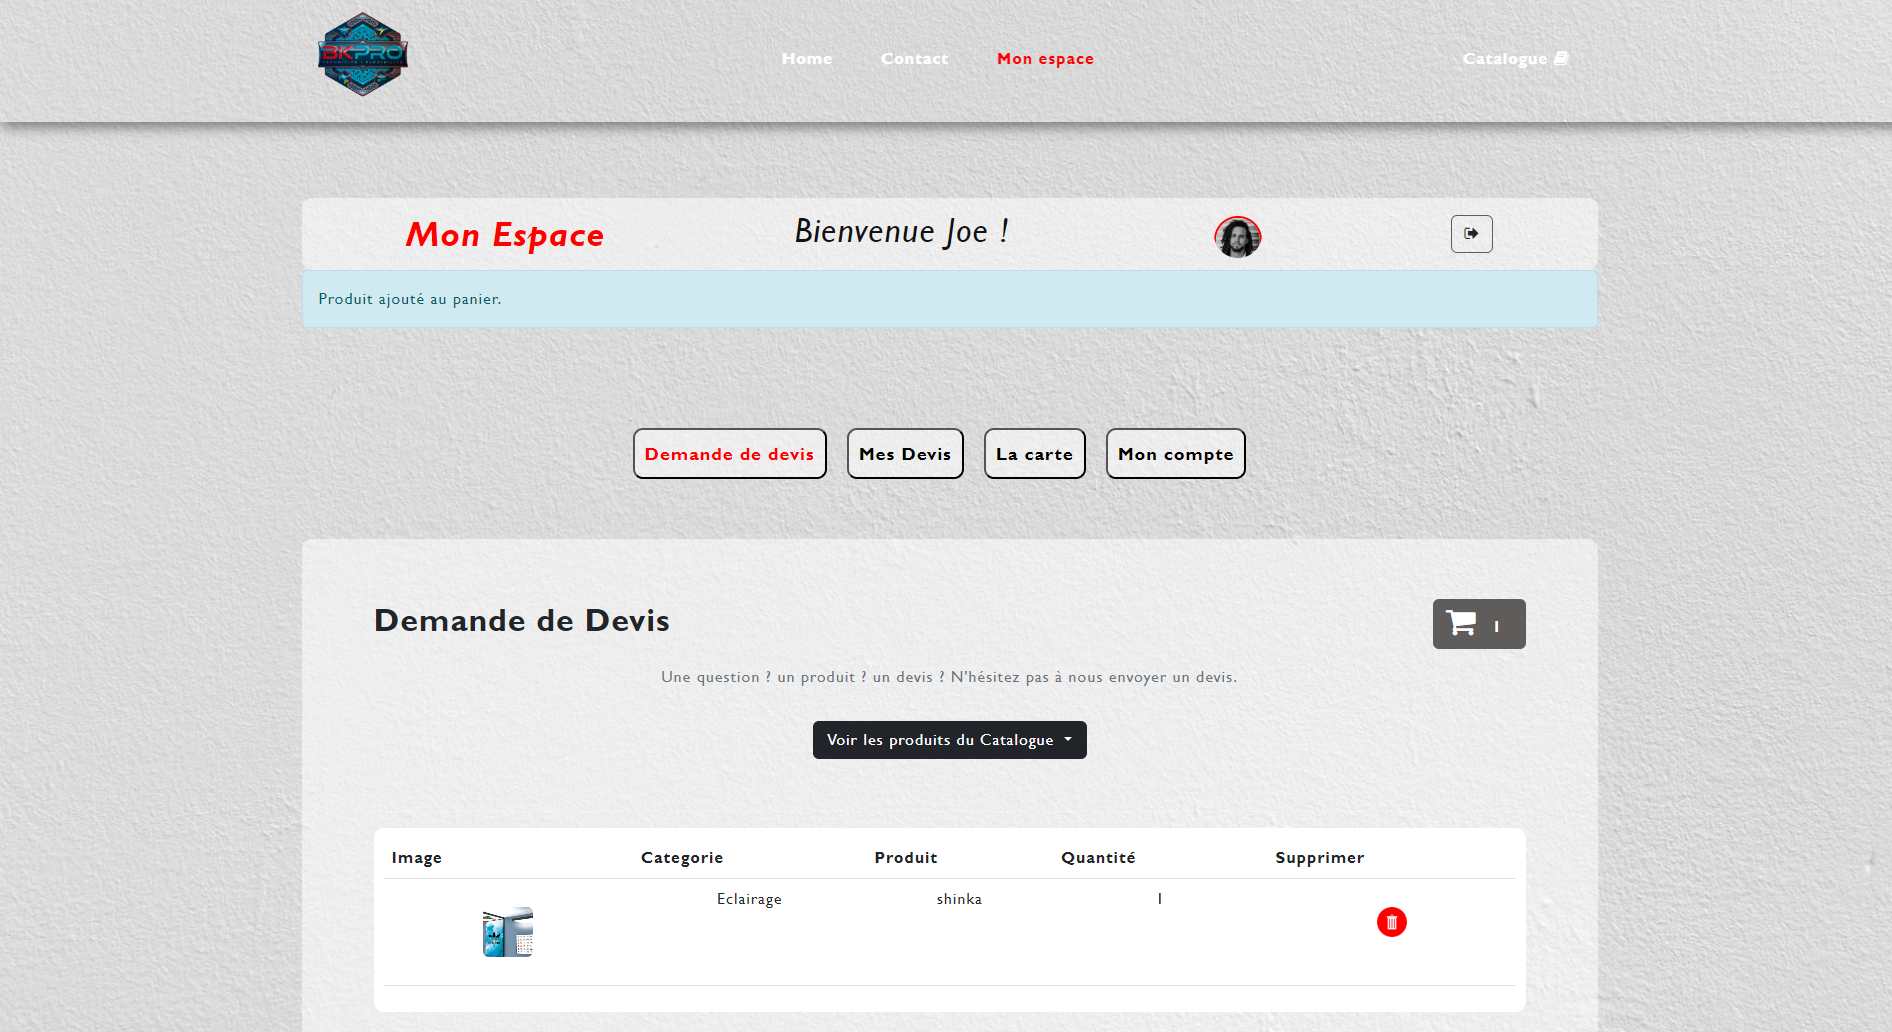 BKPRO
Home
Contact
Mon espace
Catalogue
Mon Espace
Bienvenue Joe !
Produit ajouté au panier.
Demande de devis
Mes Devis
La carte
Mon compte
Demande de Devis
1
Une question ? un produit ? un devis ? N'hésitez pas à nous envoyer un devis.
Voir les produits du Catalogue
Image Categorie Produit Quantité Supprimer
Eclairage shinka 1